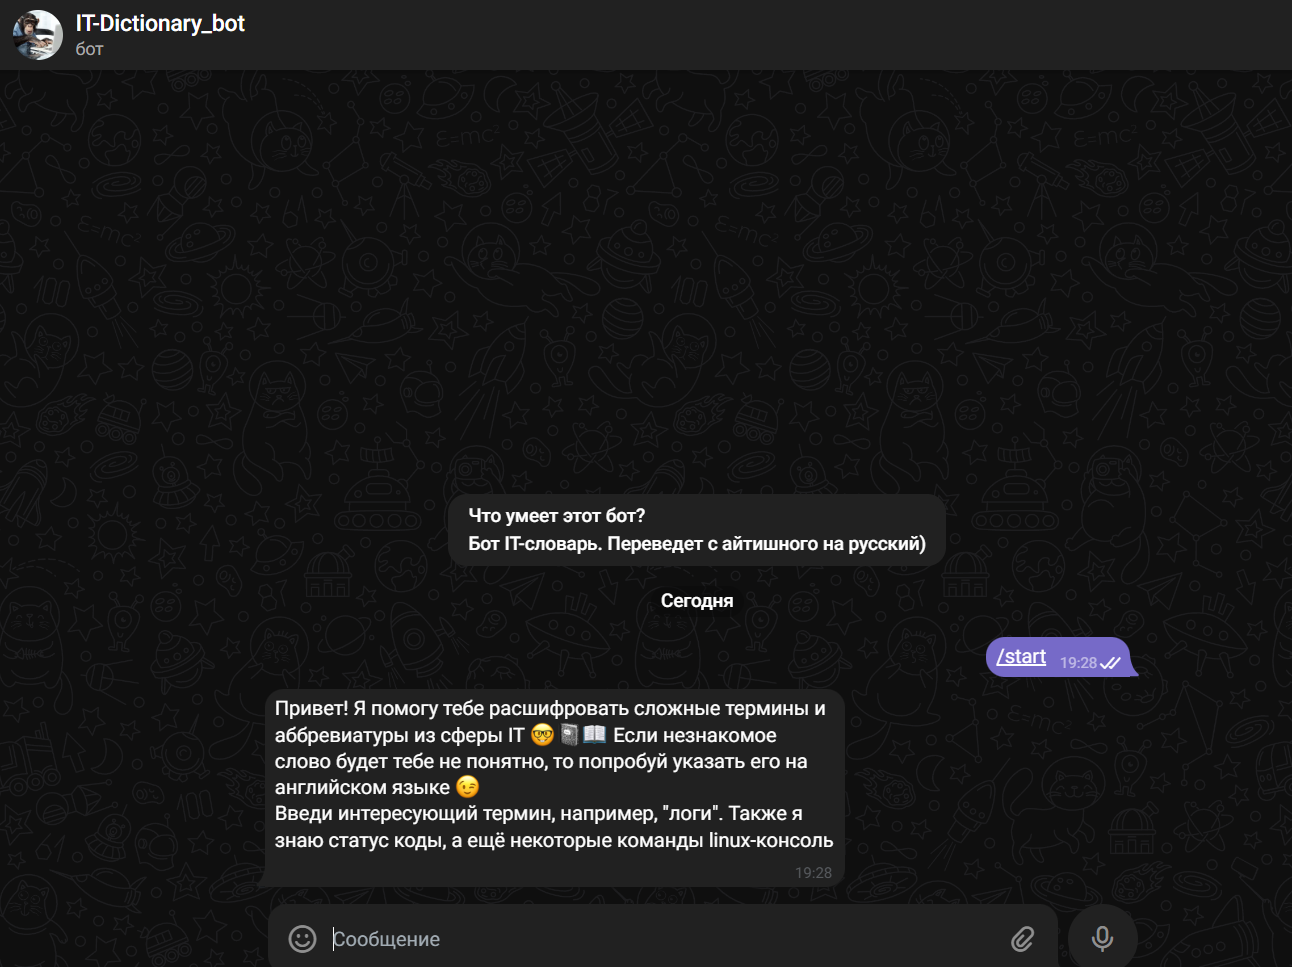 IT-Dictionary_bot
бот
Что умеет этот бот?
Бот IT-словарь. Переведет с айтишного на русский)
Сегодня
/start 19:28
Привет! Я помогу тебе расшифровать сложные термины и
аббревиатуры из сферы IT 🤓📓📖 Если незнакомое
слово будет тебе не понятно, то попробуй указать его на
английском языке 😉
Введи интересующий термин, например, "логи". Также я
знаю статус коды, а ещё некоторые команды linux-консоль
19:28
Сообщение